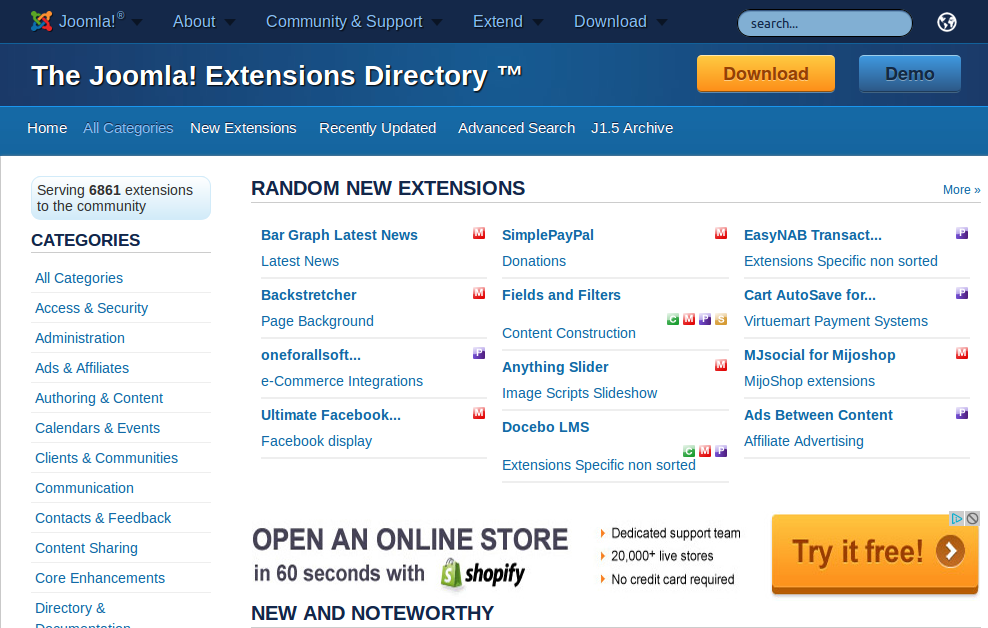 Joomla!® About Community & Support Extend Download search...
The Joomla! Extensions Directory ™ Download Demo
Home All Categories New Extensions Recently Updated Advanced Search J1.5 Archive
Serving 6861 extensions
to the community
CATEGORIES
All Categories
Access & Security
Administration
Ads & Affiliates
Authoring & Content
Calendars & Events
Clients & Communities
Communication
Contacts & Feedback
Content Sharing
Core Enhancements
Directory &
Documentation
RANDOM NEW EXTENSIONS More »
Bar Graph Latest News M
Latest News
Backstretcher M
Page Background
oneforallsoft... P
e-Commerce Integrations
Ultimate Facebook... M
Facebook display
SimplePayPal M
Donations
Fields and Filters
C M P S
Content Construction
Anything Slider M
Image Scripts Slideshow
Docebo LMS
C M P
Extensions Specific non sorted
EasyNAB Transact... P
Extensions Specific non sorted
Cart AutoSave for... P
Virtuemart Payment Systems
MJsocial for Mijoshop M
MijoShop extensions
Ads Between Content P
Affiliate Advertising
OPEN AN ONLINE STORE
in 60 seconds with S shopify
Dedicated support team
20,000+ live stores
No credit card required
Try it free!
NEW AND NOTEWORTHY